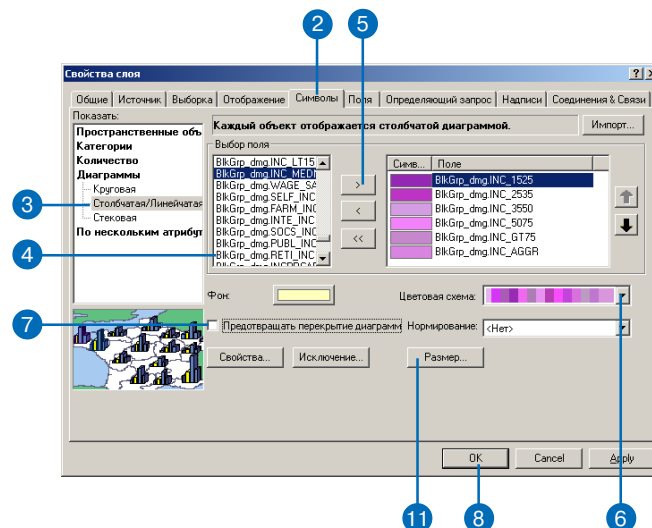 2 5
Свойства слоя
Общие Источник Выборка Отображение Символы Поля Определяющий запрос Надписи Соединения & Связи
Показать:
Пространственные объ
Категории
Количество
Диаграммы
Круговая
3 Столбчатая/Линейчатая
Стековая
По нескольким атрибут
Каждый объект отображается столбчатой диаграммой.
Импорт...
Выбор поля
BlkGrp_dmg.INC_LT15
BlkGrp_dmg.INC_MEDI
BlkGrp_dmg.WAGE_SA
BlkGrp_dmg.SELF_INC
BlkGrp_dmg.FARM_INC
BlkGrp_dmg.INTE_INC
BlkGrp_dmg.SOCS_INC
BlkGrp_dmg.PUBL_INC
4 BlkGrp_dmg.RETI_INC
>
<
<<
Симв... Поле
BlkGrp_dmg.INC_1525
BlkGrp_dmg.INC_2535
BlkGrp_dmg.INC_3550
BlkGrp_dmg.INC_5075
BlkGrp_dmg.INC_GT75
BlkGrp_dmg.INC_AGGR
Фон: Цветовая схема:
7 Предотвращать перекрытие диаграмм Нормирование: <Нет>
Свойства... Исключение... Размер...
OK Cancel Apply
11 8 6